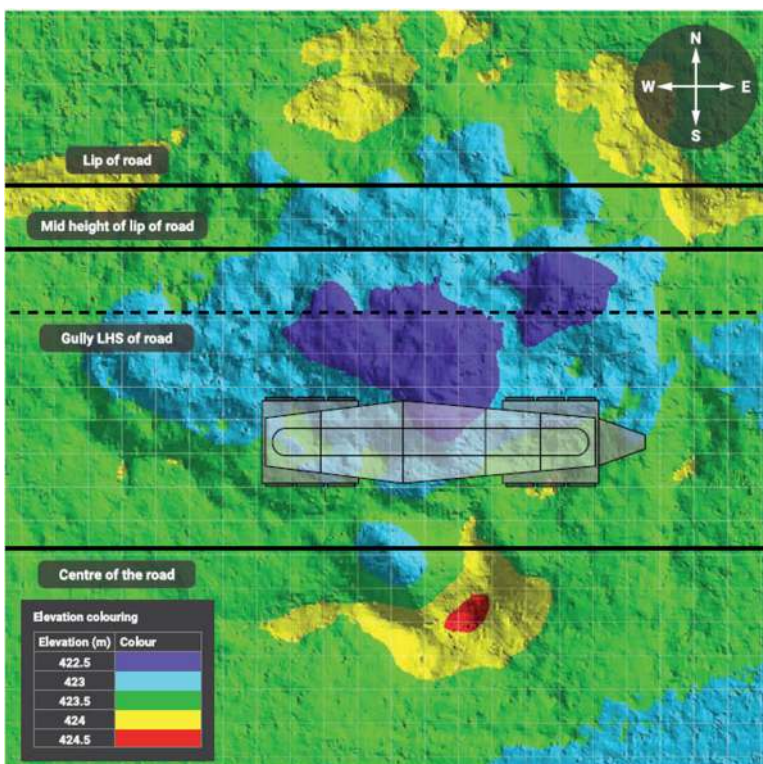 N
W E
S
Lip of road
Mid height of lip of road
Gully LHS of road
Centre of the road
Elevation colouring
Elevation (m) Colour
422.5
423
423.5
424
424.5